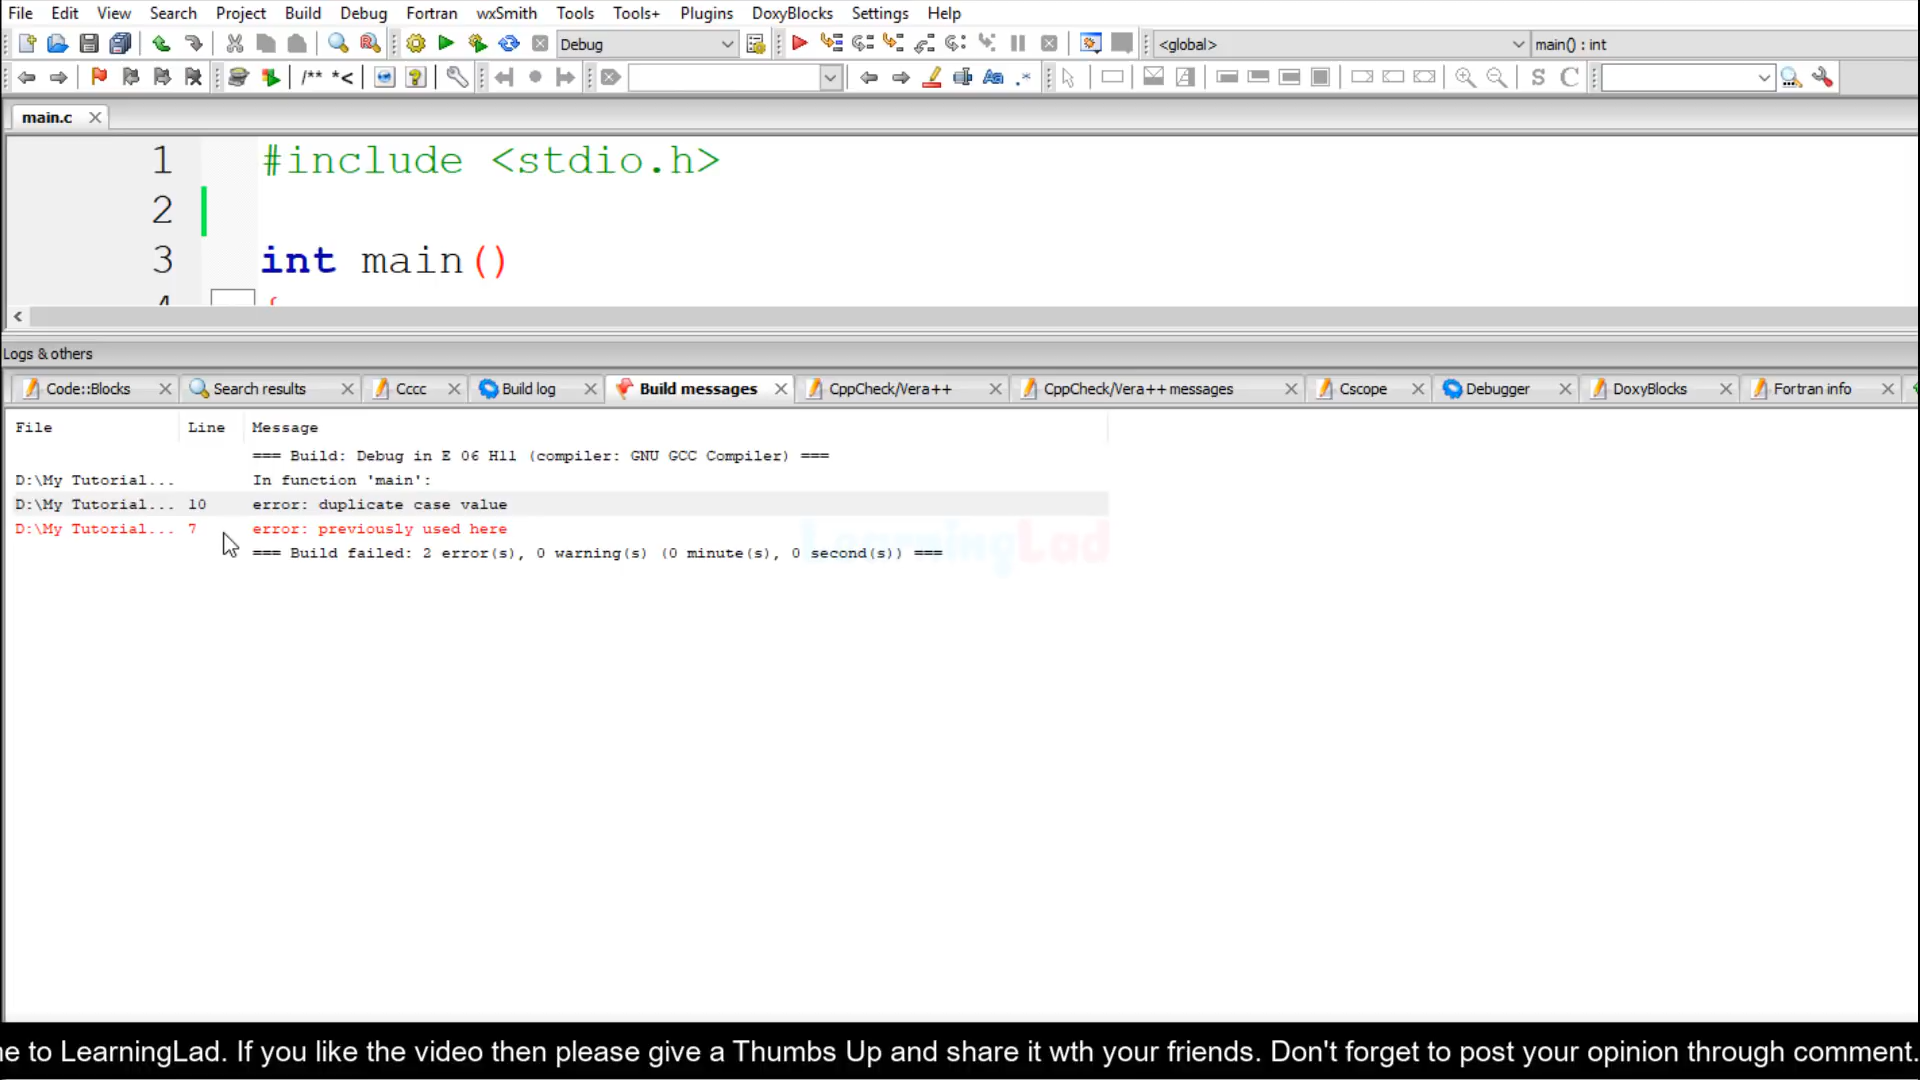 File Edit View Search Project Build Debug Fortran wxSmith Tools Tools+ Plugins DoxyBlocks Settings Help
Debug <global> main() : int
/** *< Aa .* S C
main.c
1 #include <stdio.h>
2
3 int main()
4 {
Logs & others
Code::Blocks Search results Cccc Build log Build messages CppCheck/Vera++ CppCheck/Vera++ messages Cscope Debugger DoxyBlocks Fortran info
File Line Message
=== Build: Debug in E 06 H11 (compiler: GNU GCC Compiler) ===
D:\My Tutorial... In function 'main':
D:\My Tutorial... 10 error: duplicate case value
D:\My Tutorial... 7 error: previously used here
=== Build failed: 2 error(s), 0 warning(s) (0 minute(s), 0 second(s)) ===
LearningLad
e to LearningLad. If you like the video then please give a Thumbs Up and share it wth your friends. Don't forget to post your opinion through comment.